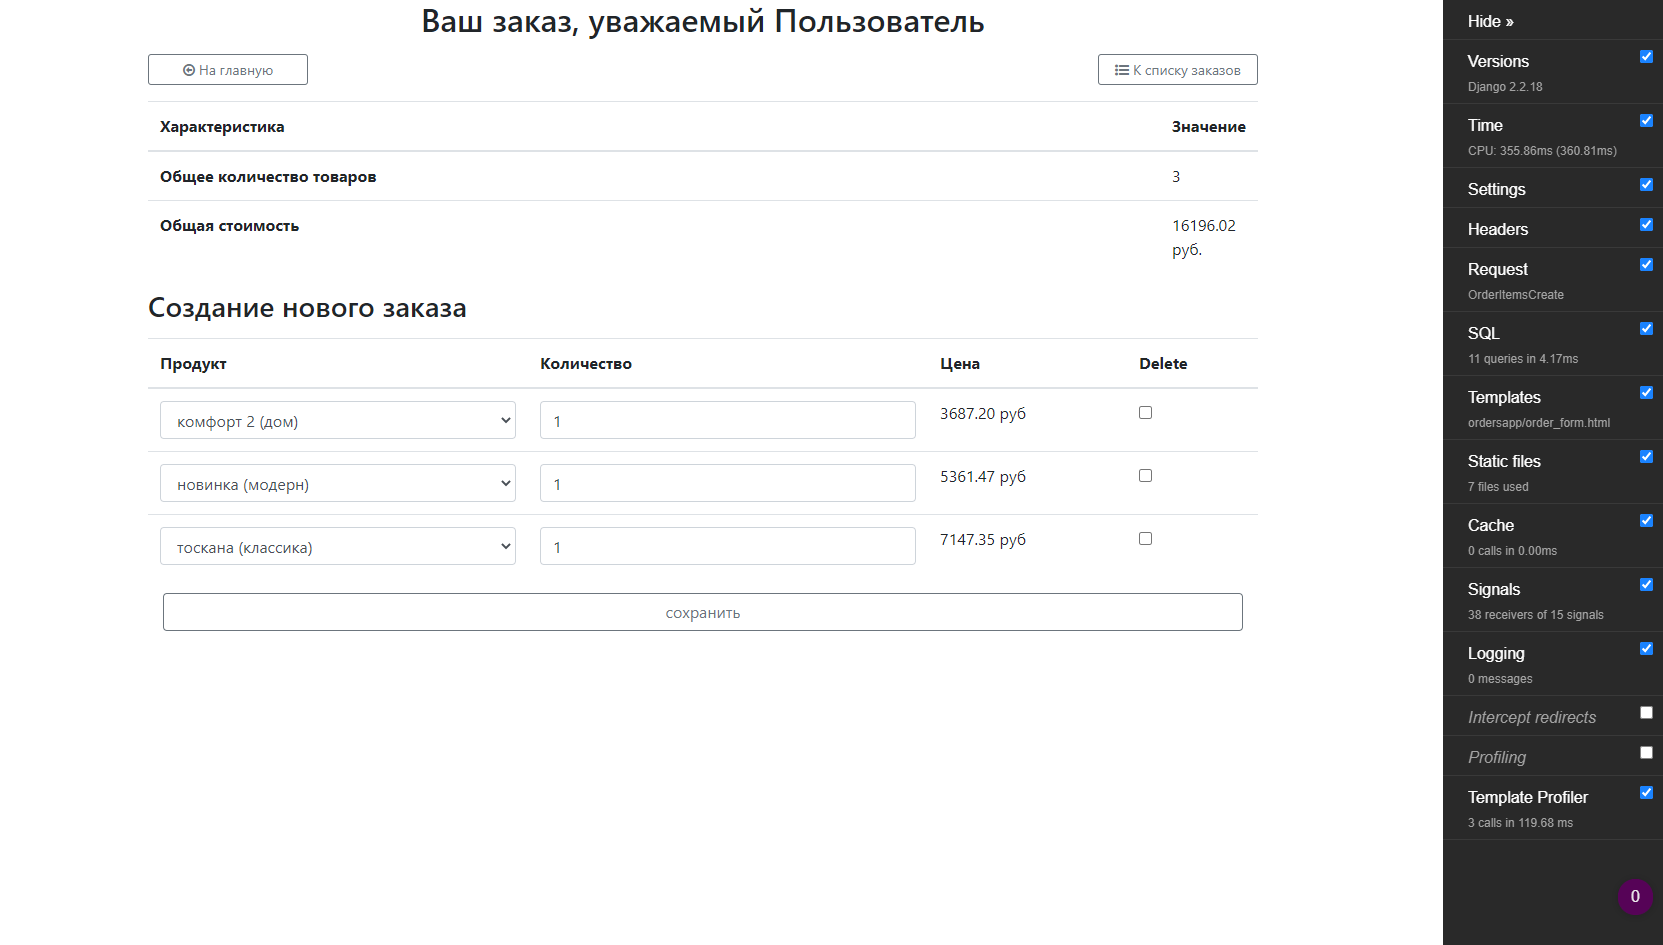 Ваш заказ, уважаемый Пользователь
На главную
К списку заказов
Характеристика Значение
Общее количество товаров 3
Общая стоимость 16196.02
руб.
Создание нового заказа
Продукт Количество Цена Delete
комфорт 2 (дом) 1 3687.20 руб
новинка (модерн) 1 5361.47 руб
тоскана (классика) 1 7147.35 руб
сохранить
Hide »
Versions
Django 2.2.18
Time
CPU: 355.86ms (360.81ms)
Settings
Headers
Request
OrderItemsCreate
SQL
11 queries in 4.17ms
Templates
ordersapp/order_form.html
Static files
7 files used
Cache
0 calls in 0.00ms
Signals
38 receivers of 15 signals
Logging
0 messages
Intercept redirects
Profiling
Template Profiler
3 calls in 119.68 ms
0